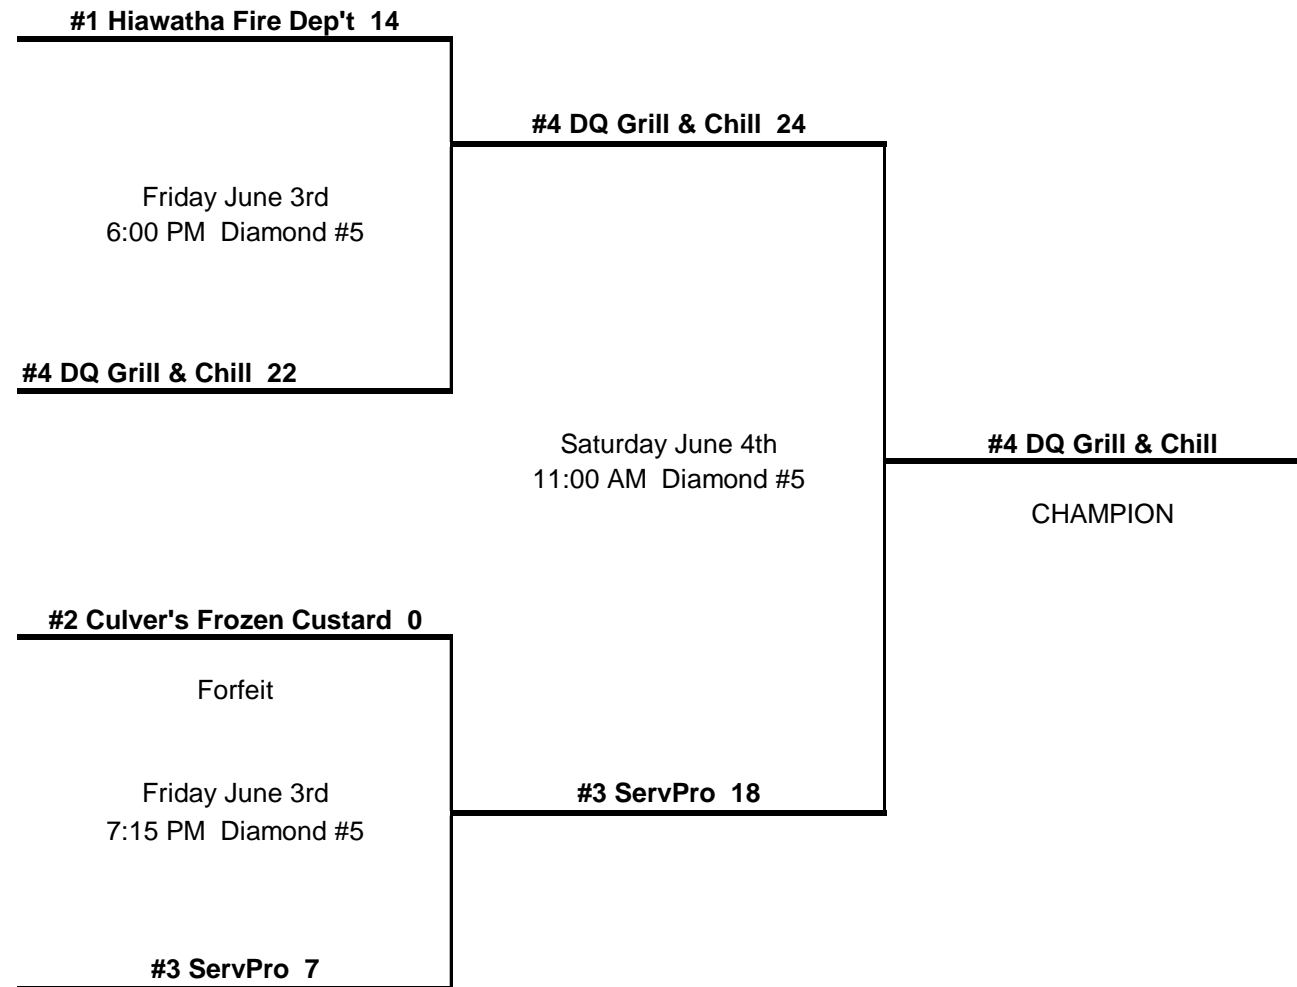 #1 Hiawatha Fire Dep't  14
#4 DQ Grill & Chill  24
Friday June 3rd
6:00 PM  Diamond #5
#4 DQ Grill & Chill  22
Saturday June 4th
11:00 AM  Diamond #5
#4 DQ Grill & Chill
CHAMPION
#2 Culver's Frozen Custard  0
Forfeit
Friday June 3rd
7:15 PM  Diamond #5
#3 ServPro  18
#3 ServPro  7